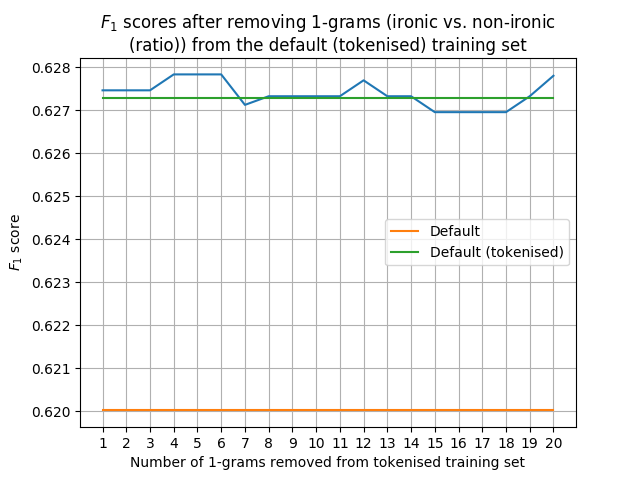 F1 scores after removing 1-grams (ironic vs. non-ironic
(ratio)) from the default (tokenised) training set
0.628
0.627
0.626
0.625
0.624
0.623
0.622
0.621
0.620
F1 score
Default
Default (tokenised)
1 2 3 4 5 6 7 8 9 10 11 12 13 14 15 16 17 18 19 20
Number of 1-grams removed from tokenised training set